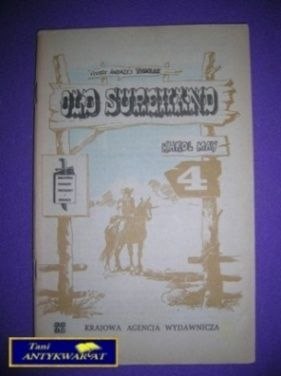 OLD SUREHAND
KAROL MAY
4
KRAJOWA AGENCJA WYDAWNICZA
Tani
ANTYKWARIAT